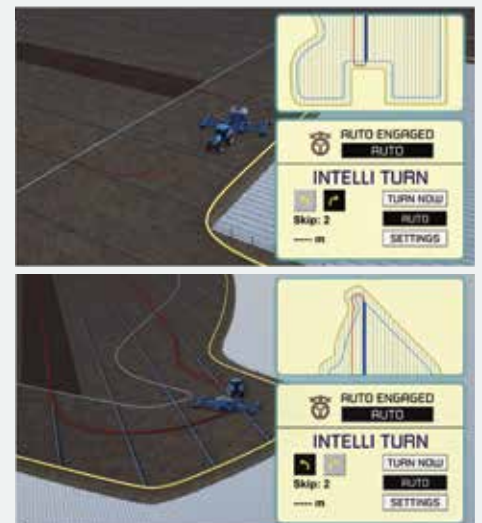 AUTO ENGAGED
AUTO
INTELLI TURN
TURN NOW
Skip: 2
AUTO
---- m
SETTINGS
AUTO ENGAGED
AUTO
INTELLI TURN
TURN NOW
Skip: 2
AUTO
---- m
SETTINGS